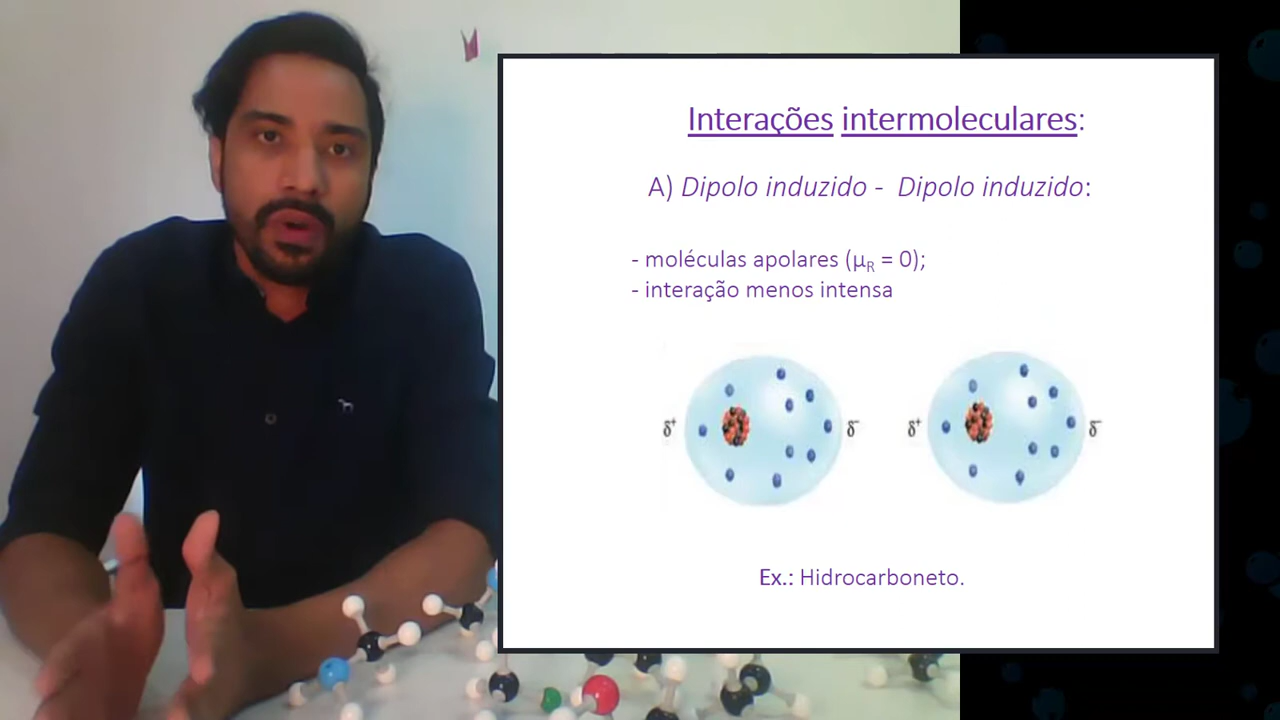 Interações intermoleculares:
A) Dipolo induzido - Dipolo induzido:
- moléculas apolares (μR = 0);
- interação menos intensa
δ+ δ- δ+ δ-
Ex.: Hidrocarboneto.